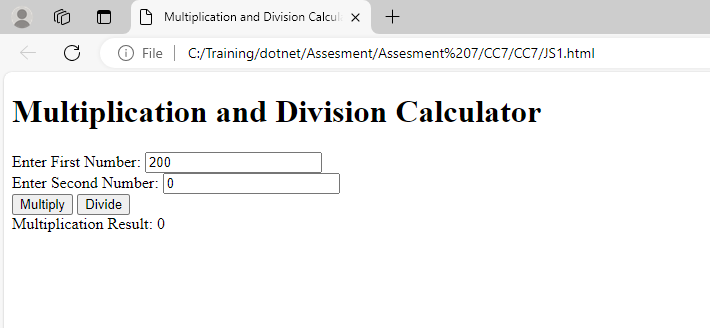 Multiplication and Division Calcul
File | C:/Training/dotnet/Assesment/Assesment%207/CC7/CC7/JS1.html
Multiplication and Division Calculator
Enter First Number: 200
Enter Second Number: 0
Multiply Divide
Multiplication Result: 0